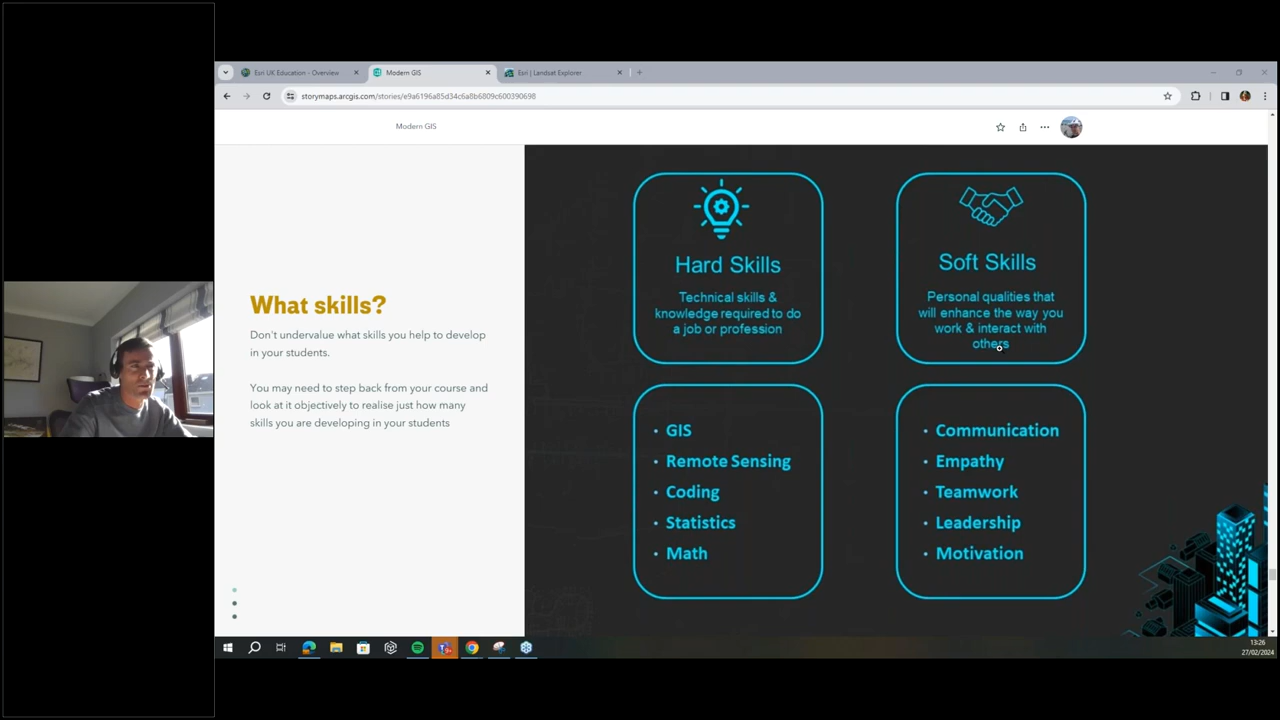 Esri UK Education - Overview
Modern GIS
Esri | Landsat Explorer
storymaps.arcgis.com/stories/e9a6196a85d34c6a8b6809c600390698
Modern GIS
What skills?
Don't undervalue what skills you help to develop
in your students.
You may need to step back from your course and
look at it objectively to realise just how many
skills you are developing in your students
Hard Skills
Technical skills &
knowledge required to do
a job or profession
Soft Skills
Personal qualities that
will enhance the way you
work & interact with
others
• GIS
• Remote Sensing
• Coding
• Statistics
• Math
• Communication
• Empathy
• Teamwork
• Leadership
• Motivation
13:26
27/02/2024